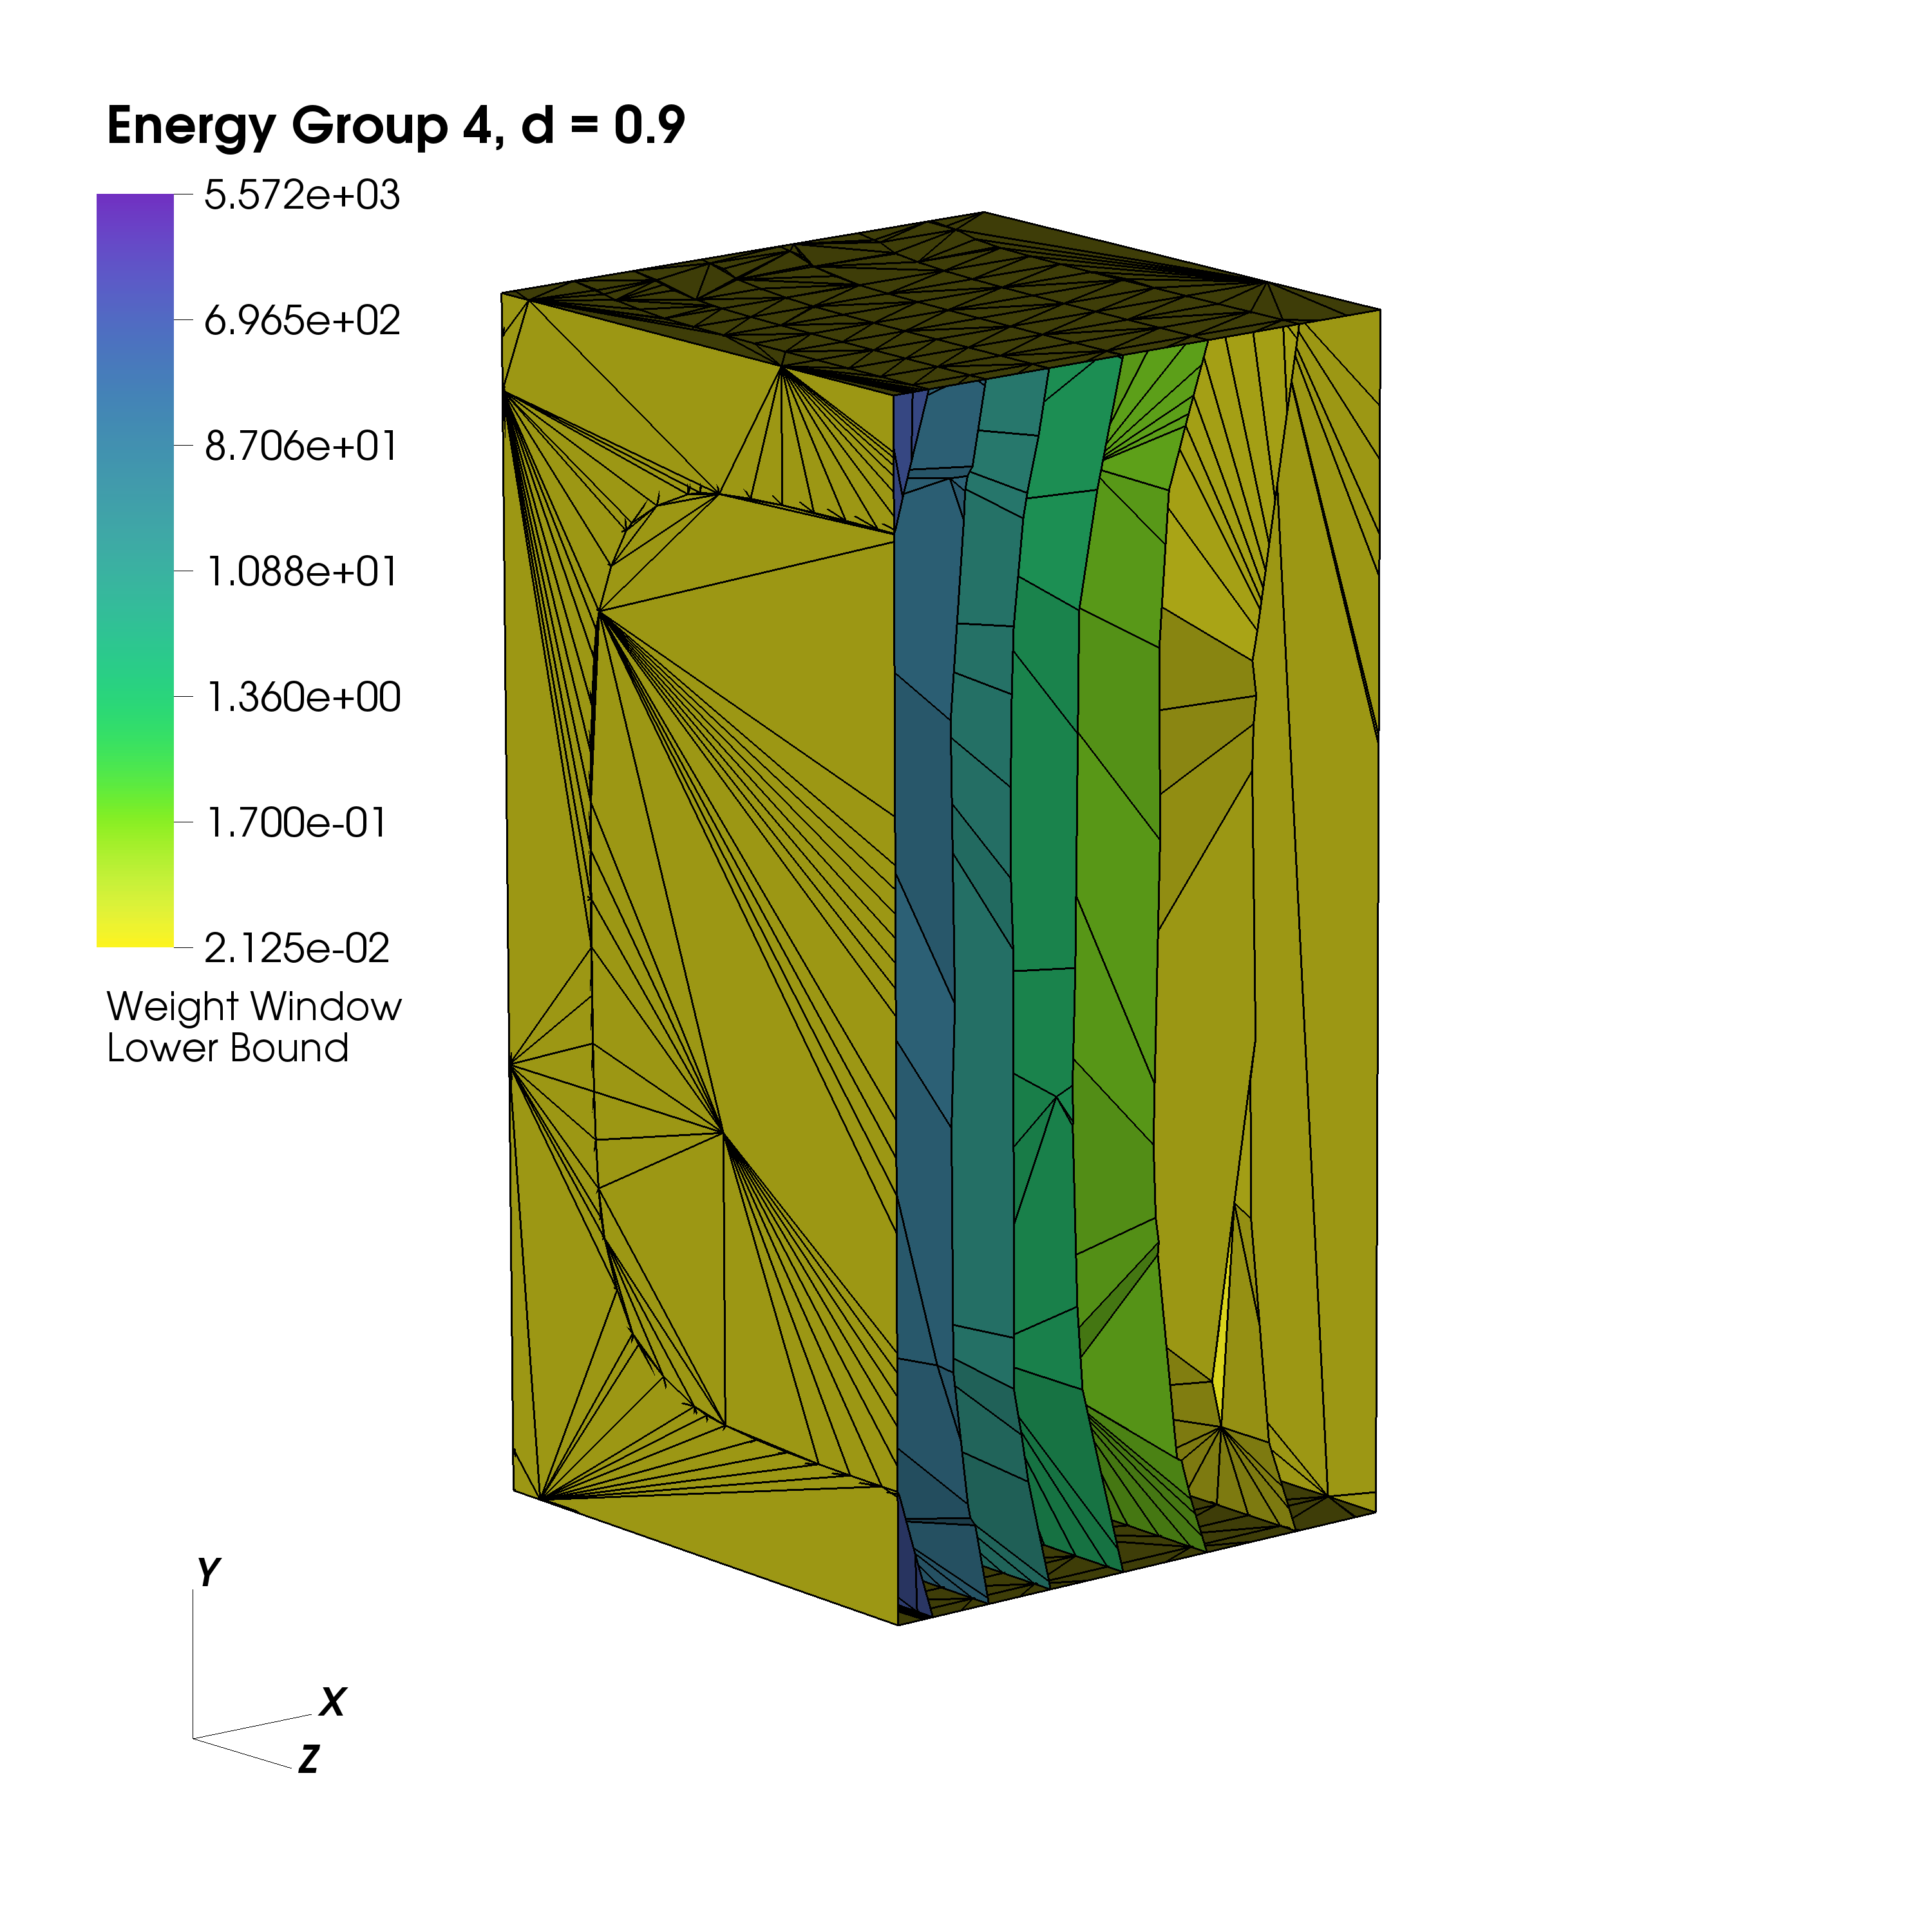 Energy Group 4, d = 0.9
5.572e+03
6.965e+02
8.706e+01
1.088e+01
1.360e+00
1.700e-01
2.125e-02
Weight Window
Lower Bound
Y
X
Z